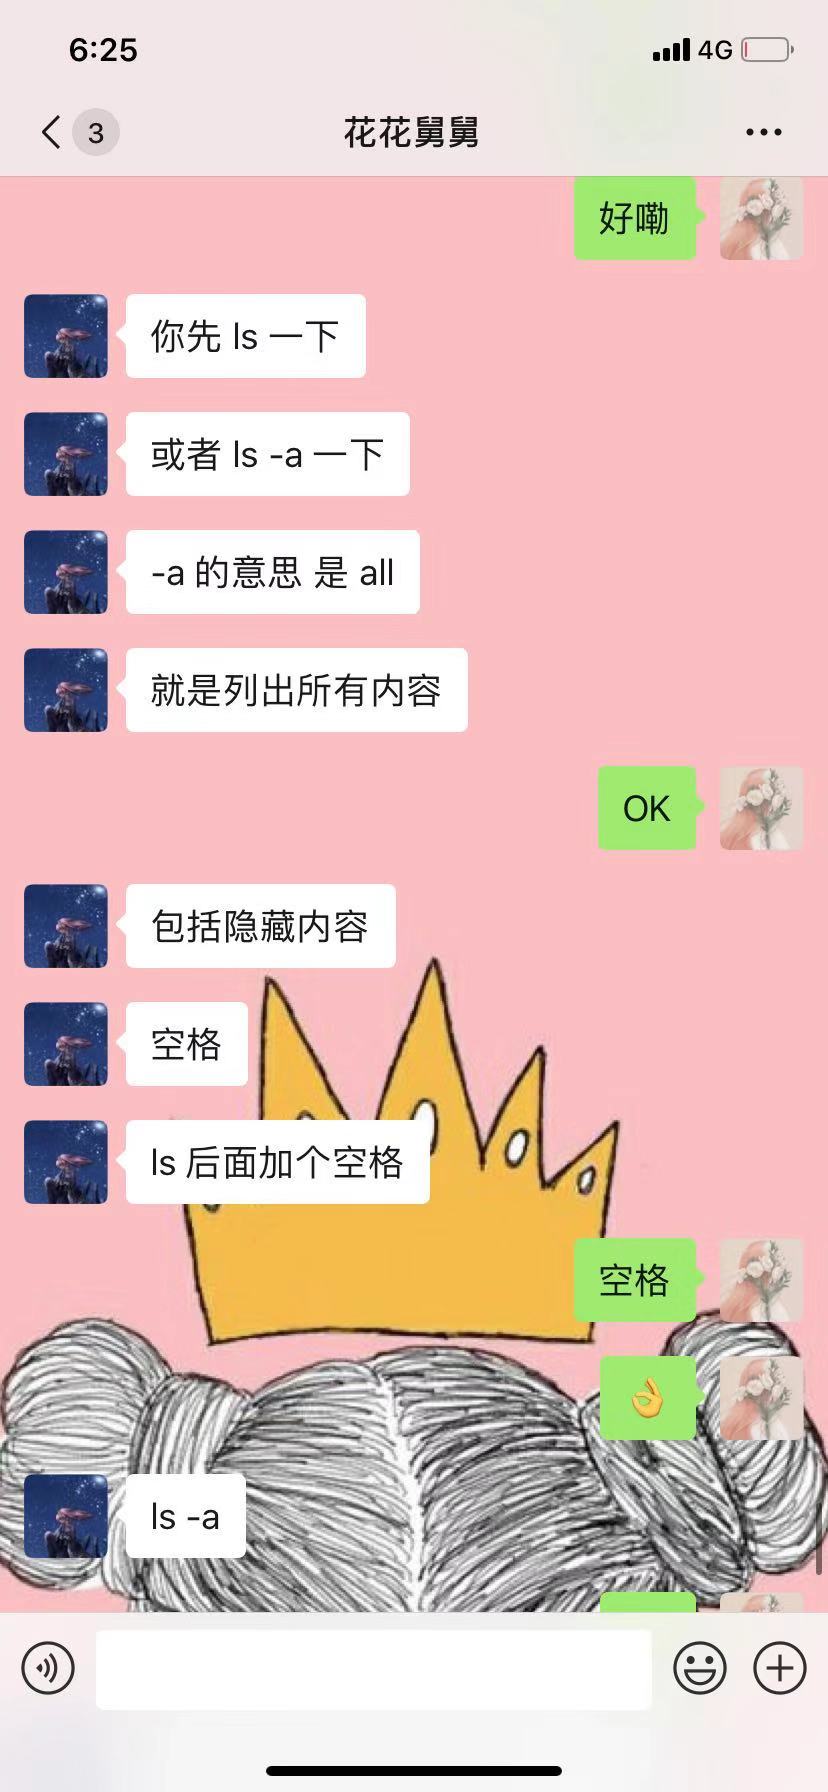 6:25
4G
3
花花舅舅
好嘞
你先 ls 一下
或者 ls -a 一下
-a 的意思 是 all
就是列出所有内容
OK
包括隐藏内容
空格
ls 后面加个空格
空格
👌
ls -a